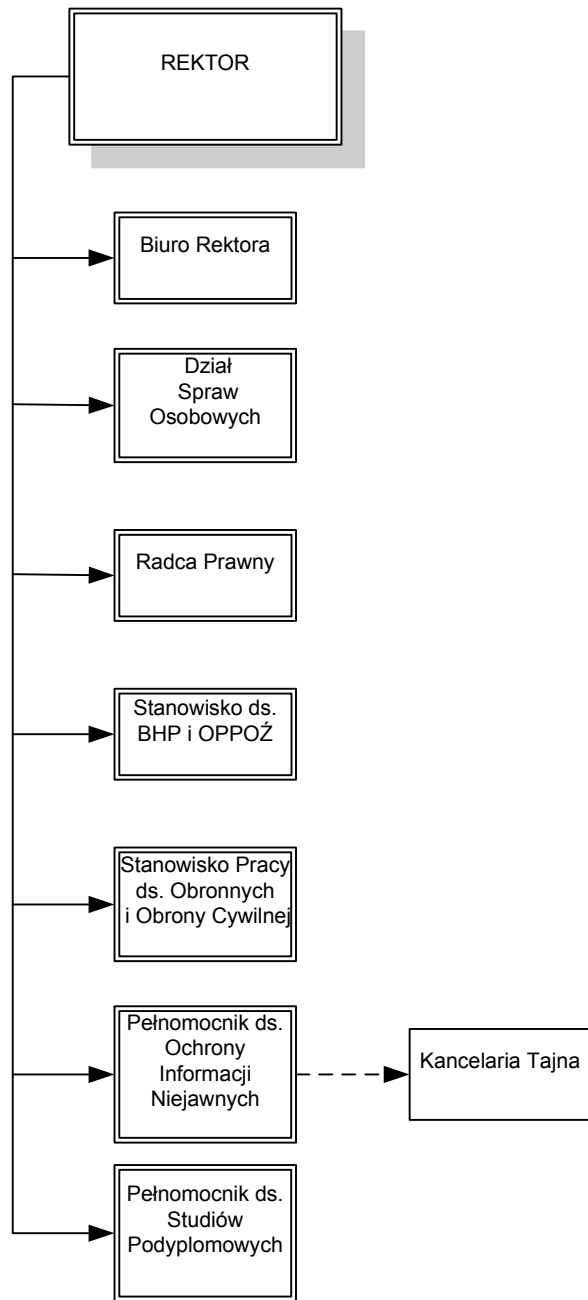 REKTOR
Biuro Rektora
Dział
Spraw
Osobowych
Radca Prawny
Stanowisko ds.
BHP i OPPOŹ
Stanowisko Pracy
ds. Obronnych
i Obrony Cywilnej
Pełnomocnik ds.
Ochrony
Informacji
Niejawnych
Kancelaria Tajna
Pełnomocnik ds.
Studiów
Podyplomowych